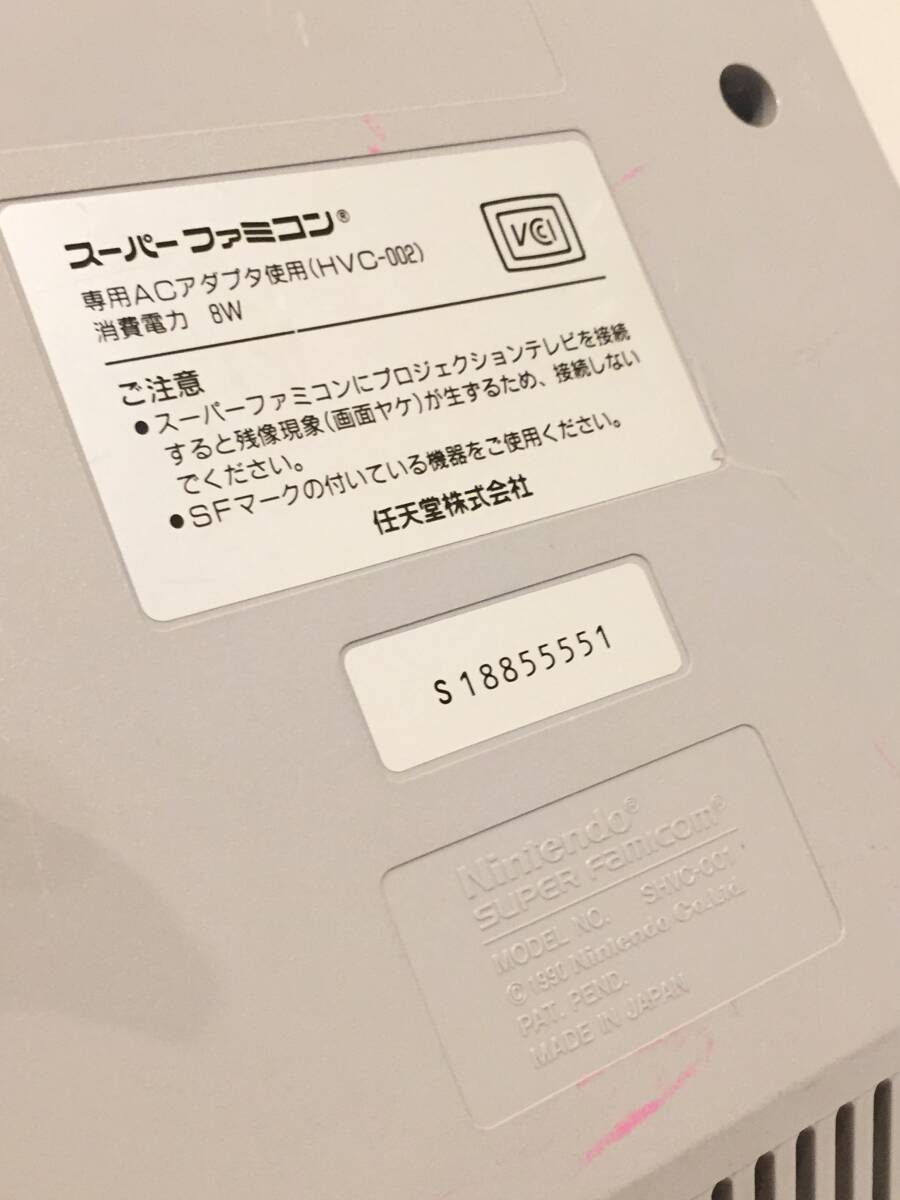 スーパーファミコン®
専用ACアダプタ使用(HVC-002)
消費電力 8W
VCCI
ご注意
●スーパーファミコンにプロジェクションテレビを接続
すると残像現象(画面ヤケ)が生ずるため、接続しない
でください。
●SFマークの付いている機器をご使用ください。
任天堂株式会社
S18855551
Nintendo®
SUPER Famicom®
MODEL NO. SHVC-001
©1990 Nintendo Co.Ltd.
PAT. PEND.
MADE IN JAPAN